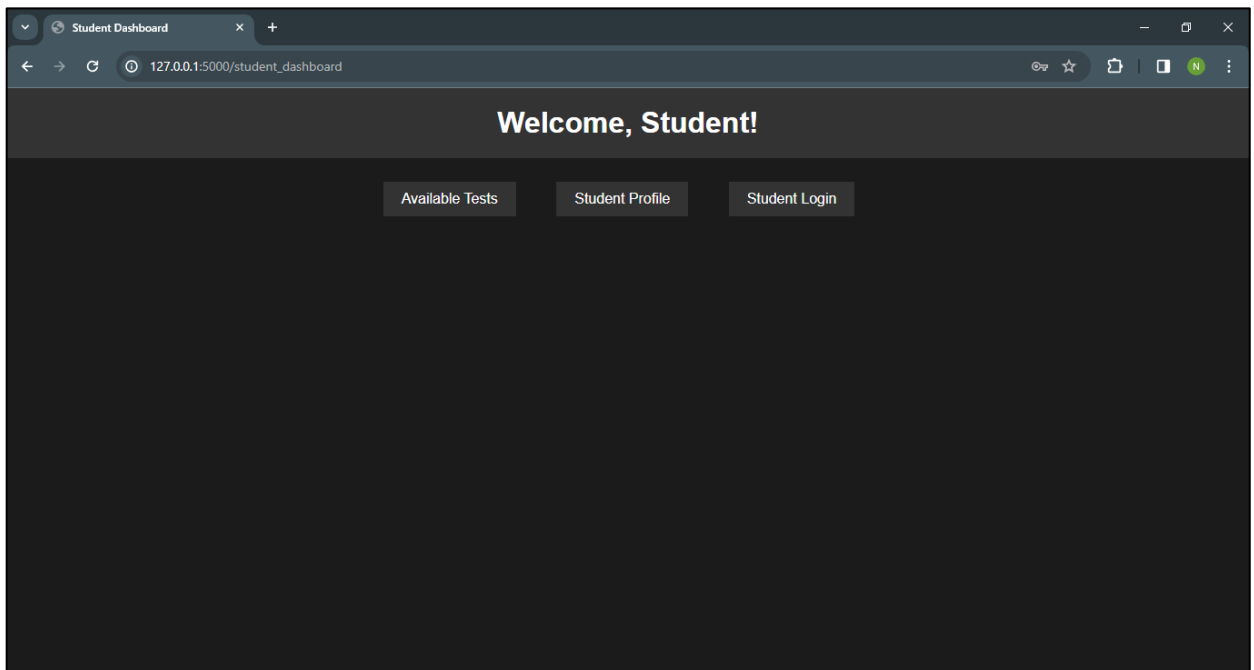 Student Dashboard
127.0.0.1:5000/student_dashboard
N
Welcome, Student!
Available Tests Student Profile Student Login